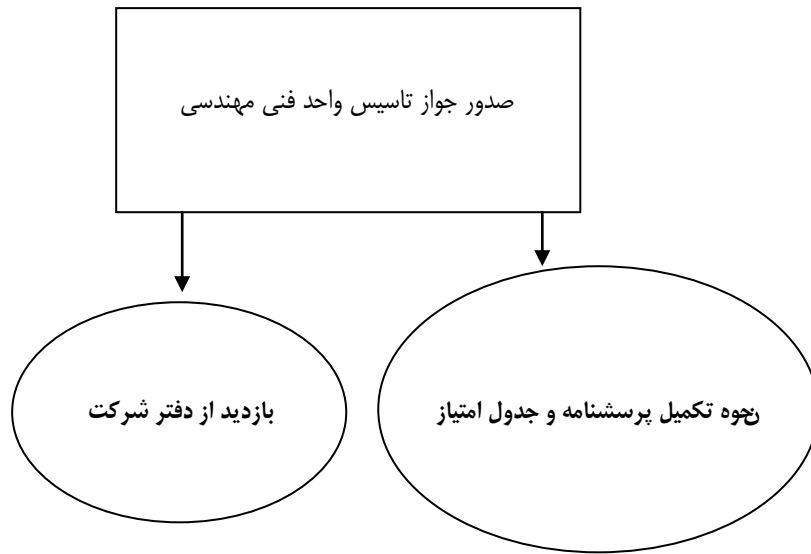 صدور جواز تاسیس واحد فنی مهندسی
نحوه تکمیل پرسشنامه و جدول امتیاز
بازدید از دفتر شرکت